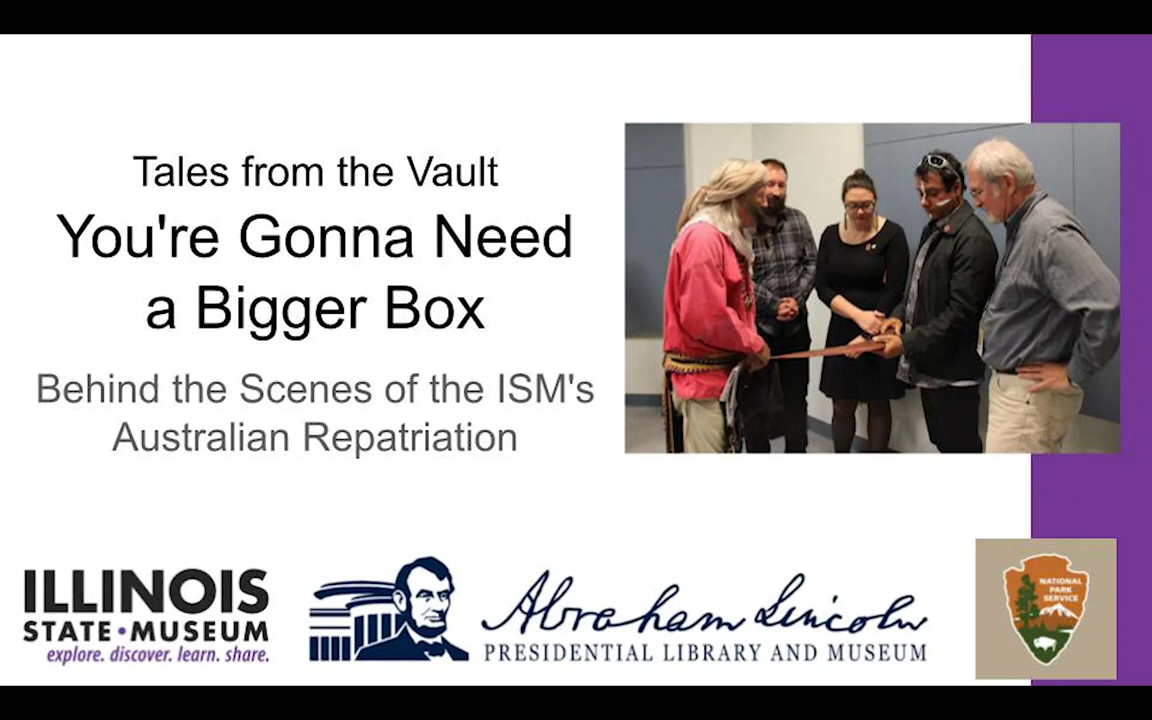 Tales from the Vault
You're Gonna Need
a Bigger Box
Behind the Scenes of the ISM's
Australian Repatriation
ILLINOIS
STATE•MUSEUM
explore. discover. learn. share.
Abraham Lincoln
PRESIDENTIAL LIBRARY AND MUSEUM
NATIONAL
PARK
SERVICE